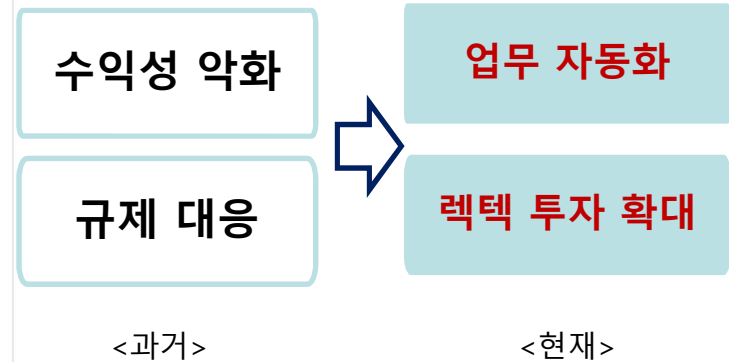 수익성 악화
규제 대응
<과거>
업무 자동화
렉텍 투자 확대
<현재>